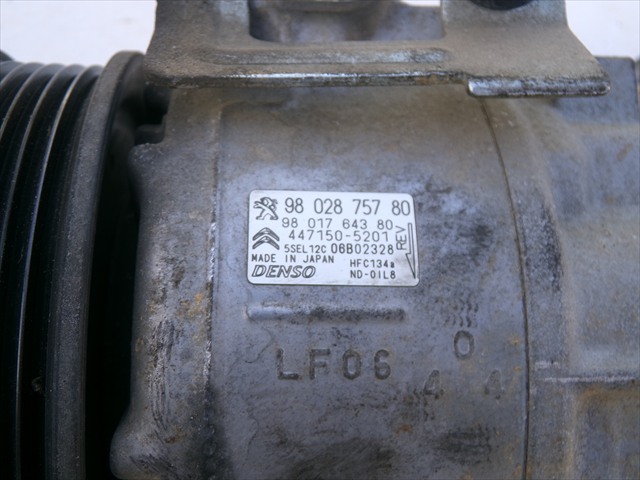 98 028 757 80
98 017 643 80
447150-5201
REV
5SEL12C 06B02328
MADE IN JAPAN HFC134a
DENSO ND-OIL8
LF06
0
4 4